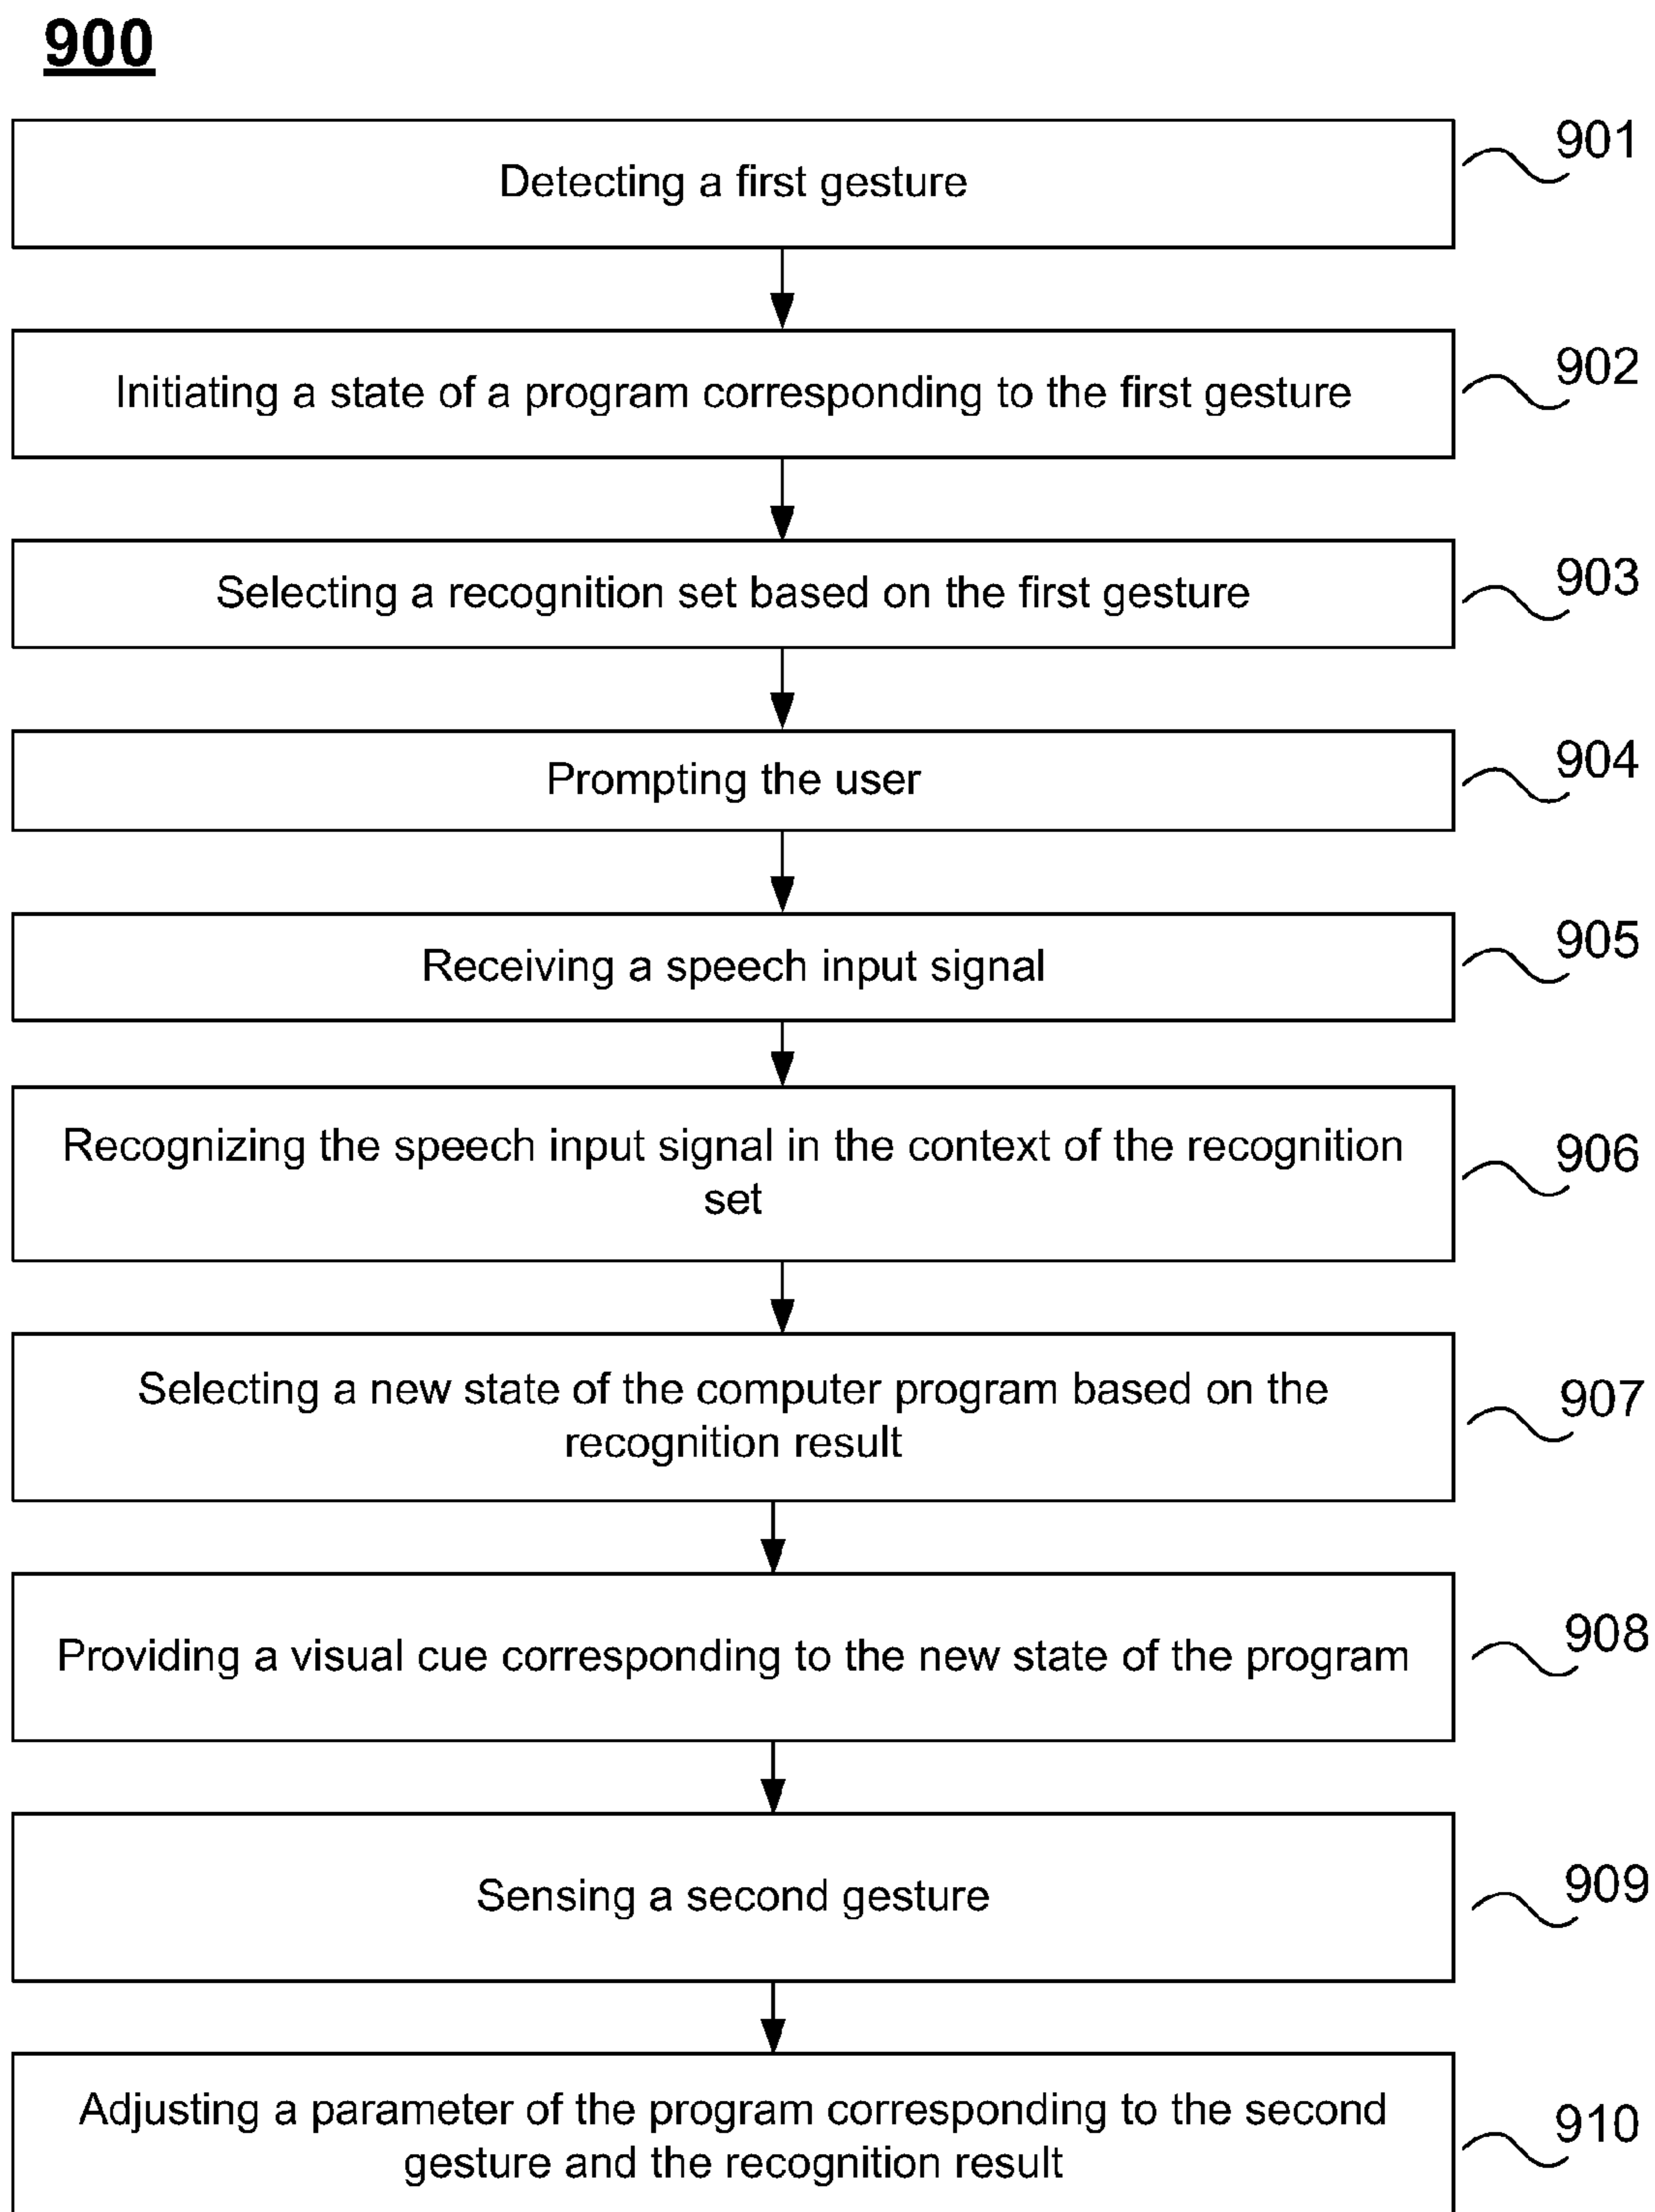 900
Detecting a first gesture
901
Initiating a state of a program corresponding to the first gesture
902
Selecting a recognition set based on the first gesture
903
Prompting the user
904
Receiving a speech input signal
905
Recognizing the speech input signal in the context of the recognition
set
906
Selecting a new state of the computer program based on the
recognition result
907
Providing a visual cue corresponding to the new state of the program
908
Sensing a second gesture
909
Adjusting a parameter of the program corresponding to the second
gesture and the recognition result
910